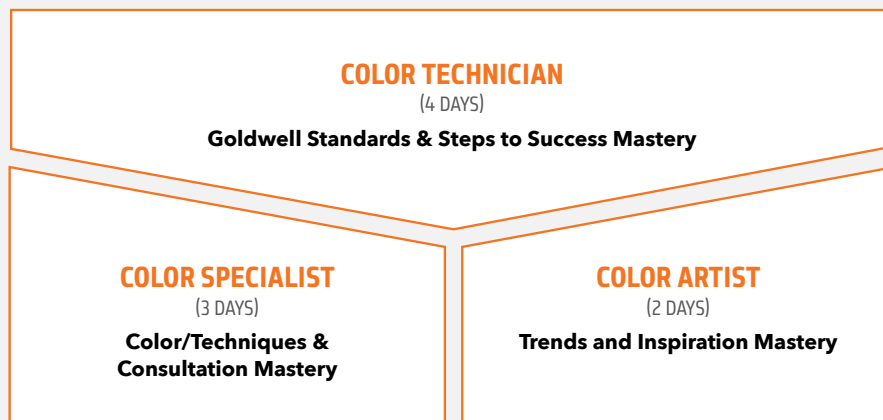 COLOR TECHNICIAN
(4 DAYS)
Goldwell Standards & Steps to Success Mastery
COLOR SPECIALIST
(3 DAYS)
Color/Techniques &
Consultation Mastery
COLOR ARTIST
(2 DAYS)
Trends and Inspiration Mastery